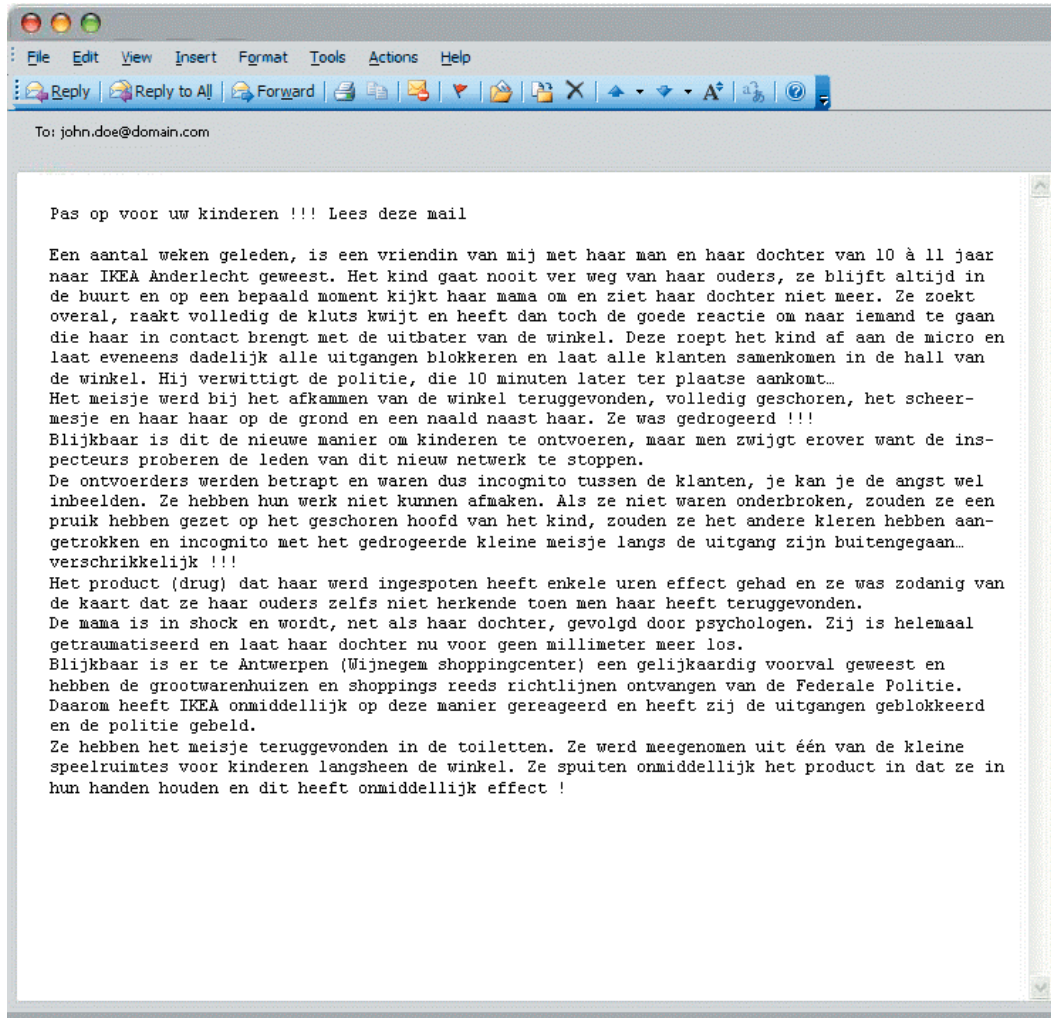 File Edit View Insert Format Tools Actions Help
Reply Reply to All Forward
To: john.doe@domain.com
Pas op voor uw kinderen !!! Lees deze mail
Een aantal weken geleden, is een vriendin van mij met haar man en haar dochter van 10 à 11 jaar
naar IKEA Anderlecht geweest. Het kind gaat nooit ver weg van haar ouders, ze blijft altijd in
de buurt en op een bepaald moment kijkt haar mama om en ziet haar dochter niet meer. Ze zoekt
overal, raakt volledig de kluts kwijt en heeft dan toch de goede reactie om naar iemand te gaan
die haar in contact brengt met de uitbater van de winkel. Deze roept het kind af aan de micro en
laat eveneens dadelijk alle uitgangen blokkeren en laat alle klanten samenkomen in de hall van
de winkel. Hij verwittigt de politie, die 10 minuten later ter plaatse aankomt…
Het meisje werd bij het afkammen van de winkel teruggevonden, volledig geschoren, het scheer-
mesje en haar haar op de grond en een naald naast haar. Ze was gedrogeerd !!!
Blijkbaar is dit de nieuwe manier om kinderen te ontvoeren, maar men zwijgt erover want de ins-
pecteurs proberen de leden van dit nieuw netwerk te stoppen.
De ontvoerders werden betrapt en waren dus incognito tussen de klanten, je kan je de angst wel
inbeelden. Ze hebben hun werk niet kunnen afmaken. Als ze niet waren onderbroken, zouden ze een
pruik hebben gezet op het geschoren hoofd van het kind, zouden ze het andere kleren hebben aan-
getrokken en incognito met het gedrogeerde kleine meisje langs de uitgang zijn buitengegaan…
verschrikkelijk !!!
Het product (drug) dat haar werd ingespoten heeft enkele uren effect gehad en ze was zodanig van
de kaart dat ze haar ouders zelfs niet herkende toen men haar heeft teruggevonden.
De mama is in shock en wordt, net als haar dochter, gevolgd door psychologen. Zij is helemaal
getraumatiseerd en laat haar dochter nu voor geen millimeter meer los.
Blijkbaar is er te Antwerpen (Wijnegem shoppingcenter) een gelijkaardig voorval geweest en
hebben de grootwarenhuizen en shoppings reeds richtlijnen ontvangen van de Federale Politie.
Daarom heeft IKEA onmiddellijk op deze manier gereageerd en heeft zij de uitgangen geblokkeerd
en de politie gebeld.
Ze hebben het meisje teruggevonden in de toiletten. Ze werd meegenomen uit één van de kleine
speelruimtes voor kinderen langsheen de winkel. Ze spuiten onmiddellijk het product in dat ze in
hun handen houden en dit heeft onmiddellijk effect !